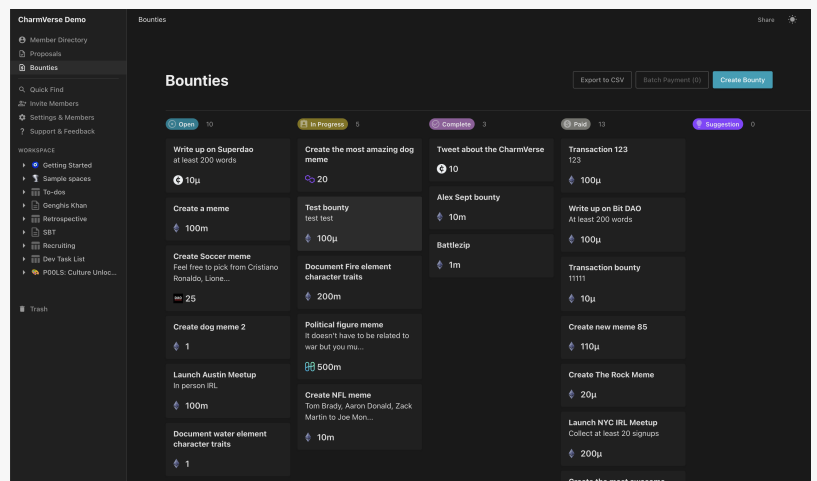 CharmVerse Demo
Member Directory
Proposals
Bounties
Quick Find
Invite Members
Settings & Members
Support & Feedback
WORKSPACE
Getting Started
Sample spaces
To-dos
Genghis Khan
Retrospective
SBT
Recruiting
Dev Task List
P00LS: Culture Unloc...
Trash
Bounties
Share
Bounties
Export to CSV
Batch Payment (0)
Create Bounty
Open 10
Write up on Superdao
at least 200 words
10μ
Create a meme
100m
Create Soccer meme
Feel free to pick from Cristiano
Ronaldo, Lione...
25
Create dog meme 2
1
Launch Austin Meetup
In person IRL
100m
Document water element
character traits
1
In Progress 5
Create the most amazing dog
meme
20
Test bounty
test test
100μ
Document Fire element
character traits
200m
Political figure meme
It doesn't have to be related to
war but you mu...
500m
Create NFL meme
Tom Brady, Aaron Donald, Zack
Martin to Joe Mon...
10m
Complete 3
Tweet about the CharmVerse
10
Alex Sept bounty
10m
Battlezip
1m
Paid 13
Transaction 123
123
100μ
Write up on Bit DAO
At least 200 words
100μ
Transaction bounty
11111
10μ
Create new meme 85
110μ
Create The Rock Meme
20μ
Launch NYC IRL Meetup
Collect at least 20 signups
200μ
Create the most awesome
Suggestion 0